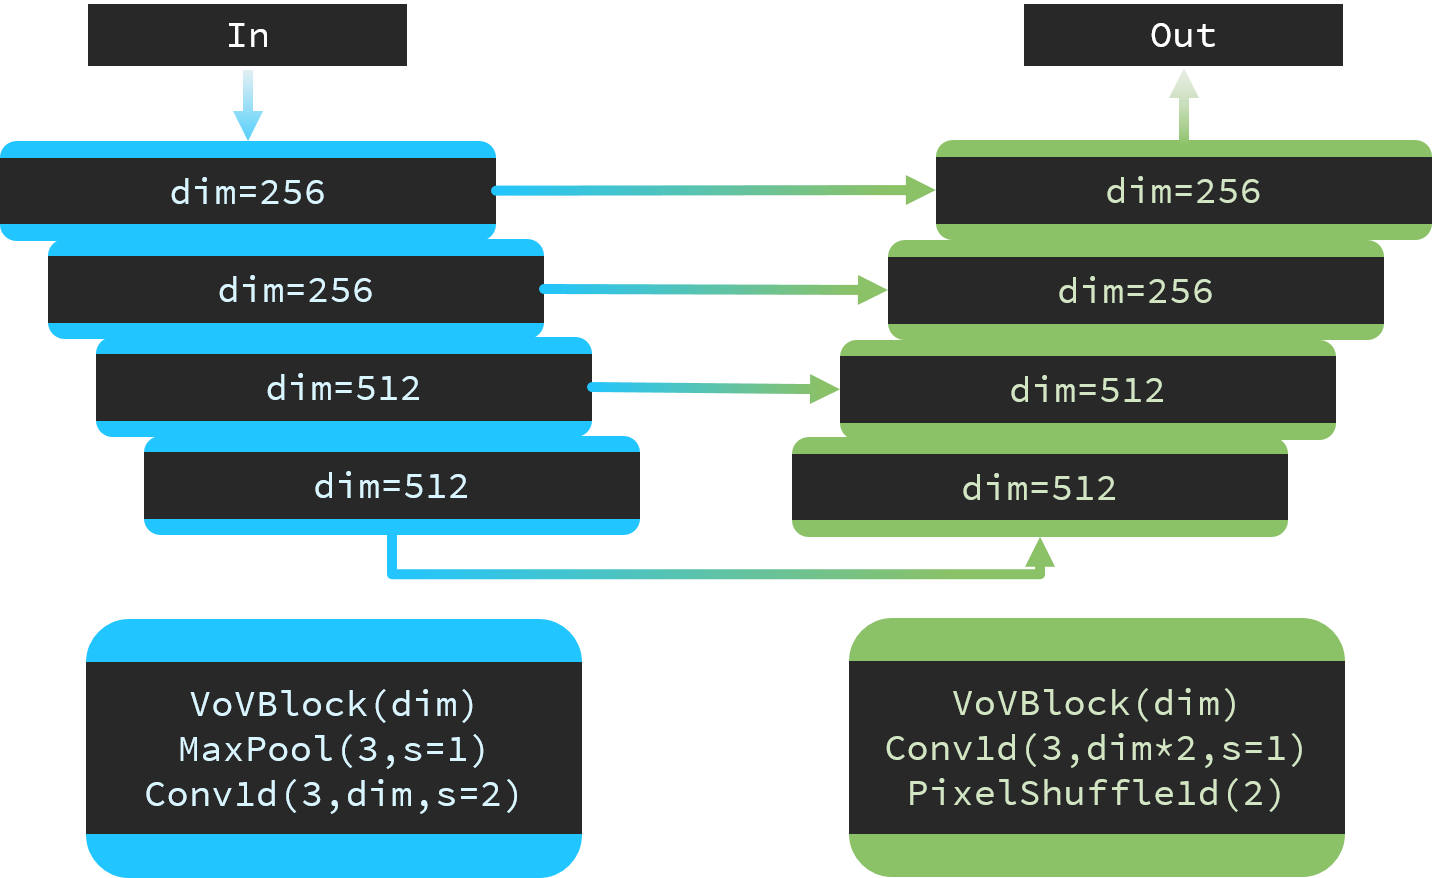 In
Out
dim=256
dim=256
dim=256
dim=256
dim=512
dim=512
dim=512
dim=512
VoVBlock(dim)
MaxPool(3,s=1)
Conv1d(3,dim,s=2)
VoVBlock(dim)
Conv1d(3,dim*2,s=1)
PixelShuffle1d(2)